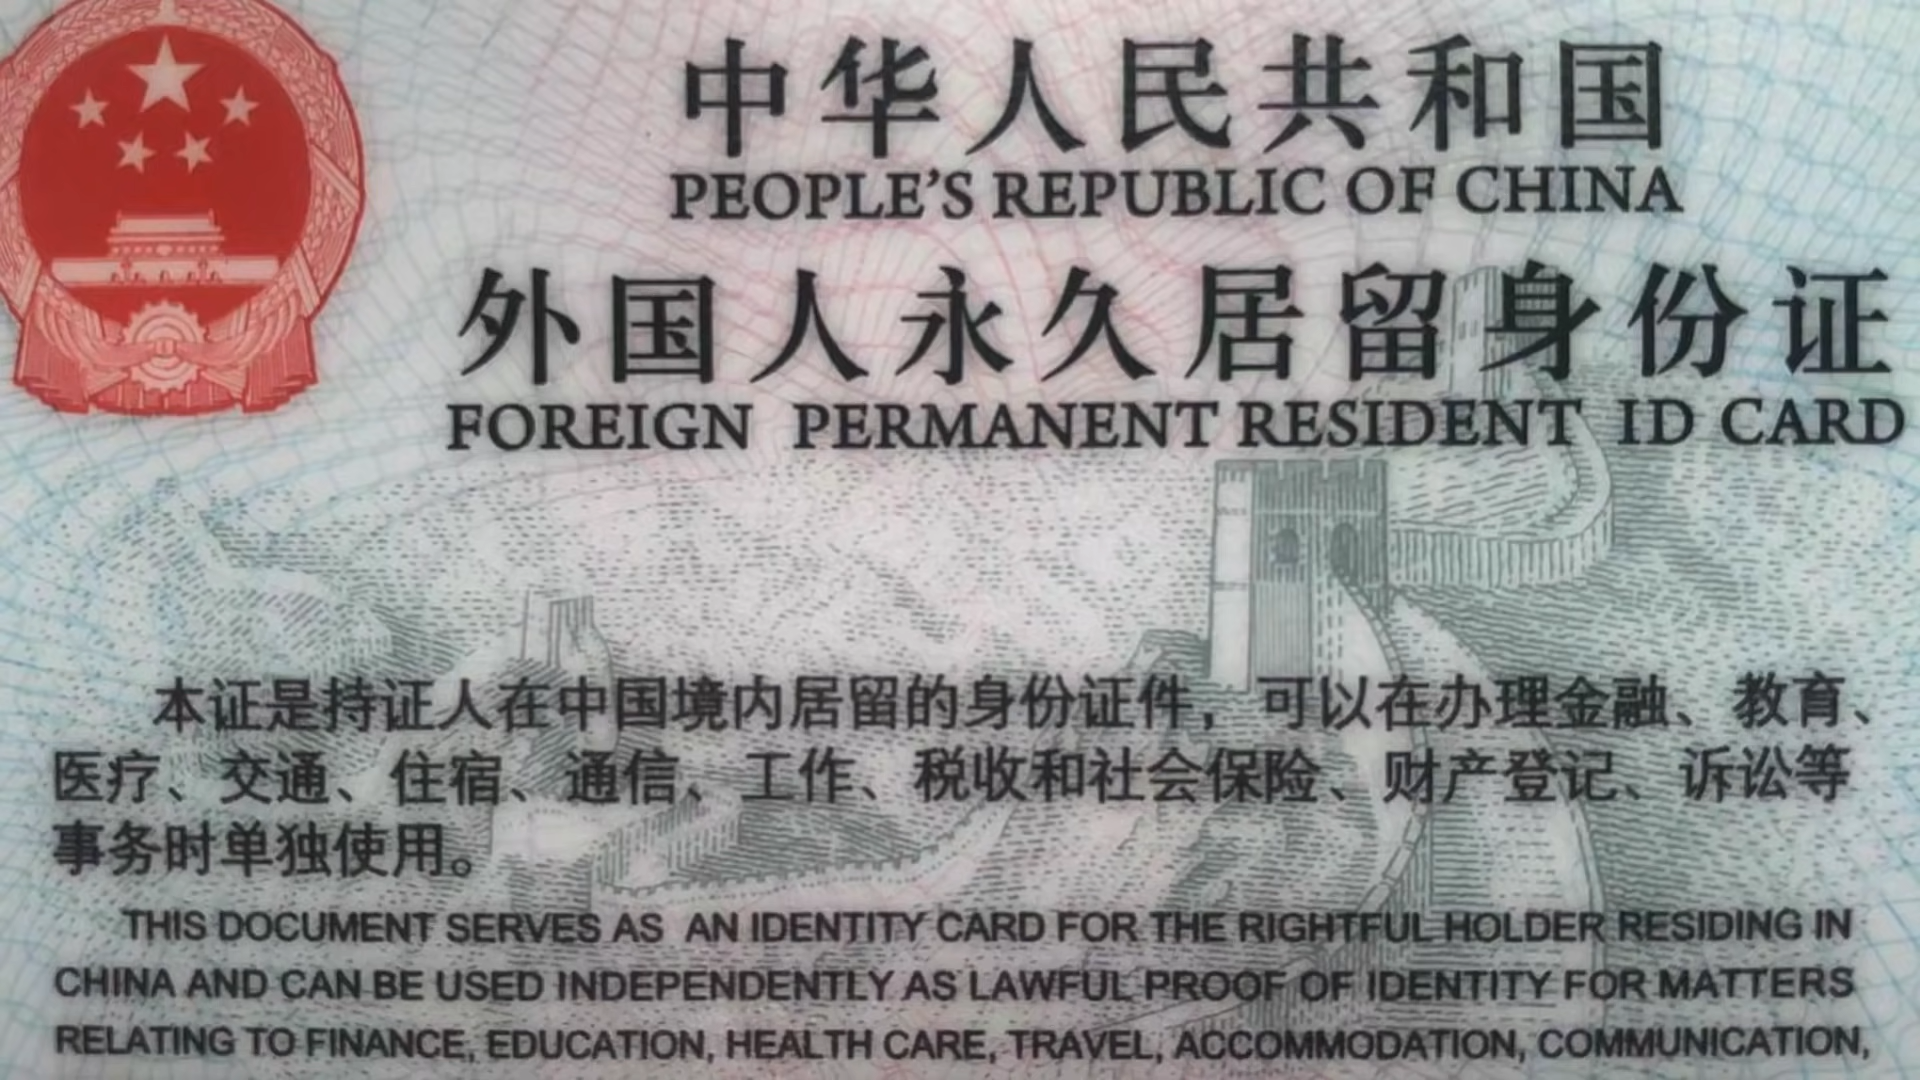 中华人民共和国
PEOPLE'S REPUBLIC OF CHINA
外国人永久居留身份证
FOREIGN PERMANENT RESIDENT ID CARD
本证是持证人在中国境内居留的身份证件，可以在办理金融、教育、
医疗、交通、住宿、通信、工作、税收和社会保险、财产登记、诉讼等
事务时单独使用。
THIS DOCUMENT SERVES AS AN IDENTITY CARD FOR THE RIGHTFUL HOLDER RESIDING IN
CHINA AND CAN BE USED INDEPENDENTLY AS LAWFUL PROOF OF IDENTITY FOR MATTERS
RELATING TO FINANCE, EDUCATION, HEALTH CARE, TRAVEL, ACCOMMODATION, COMMUNICATION,